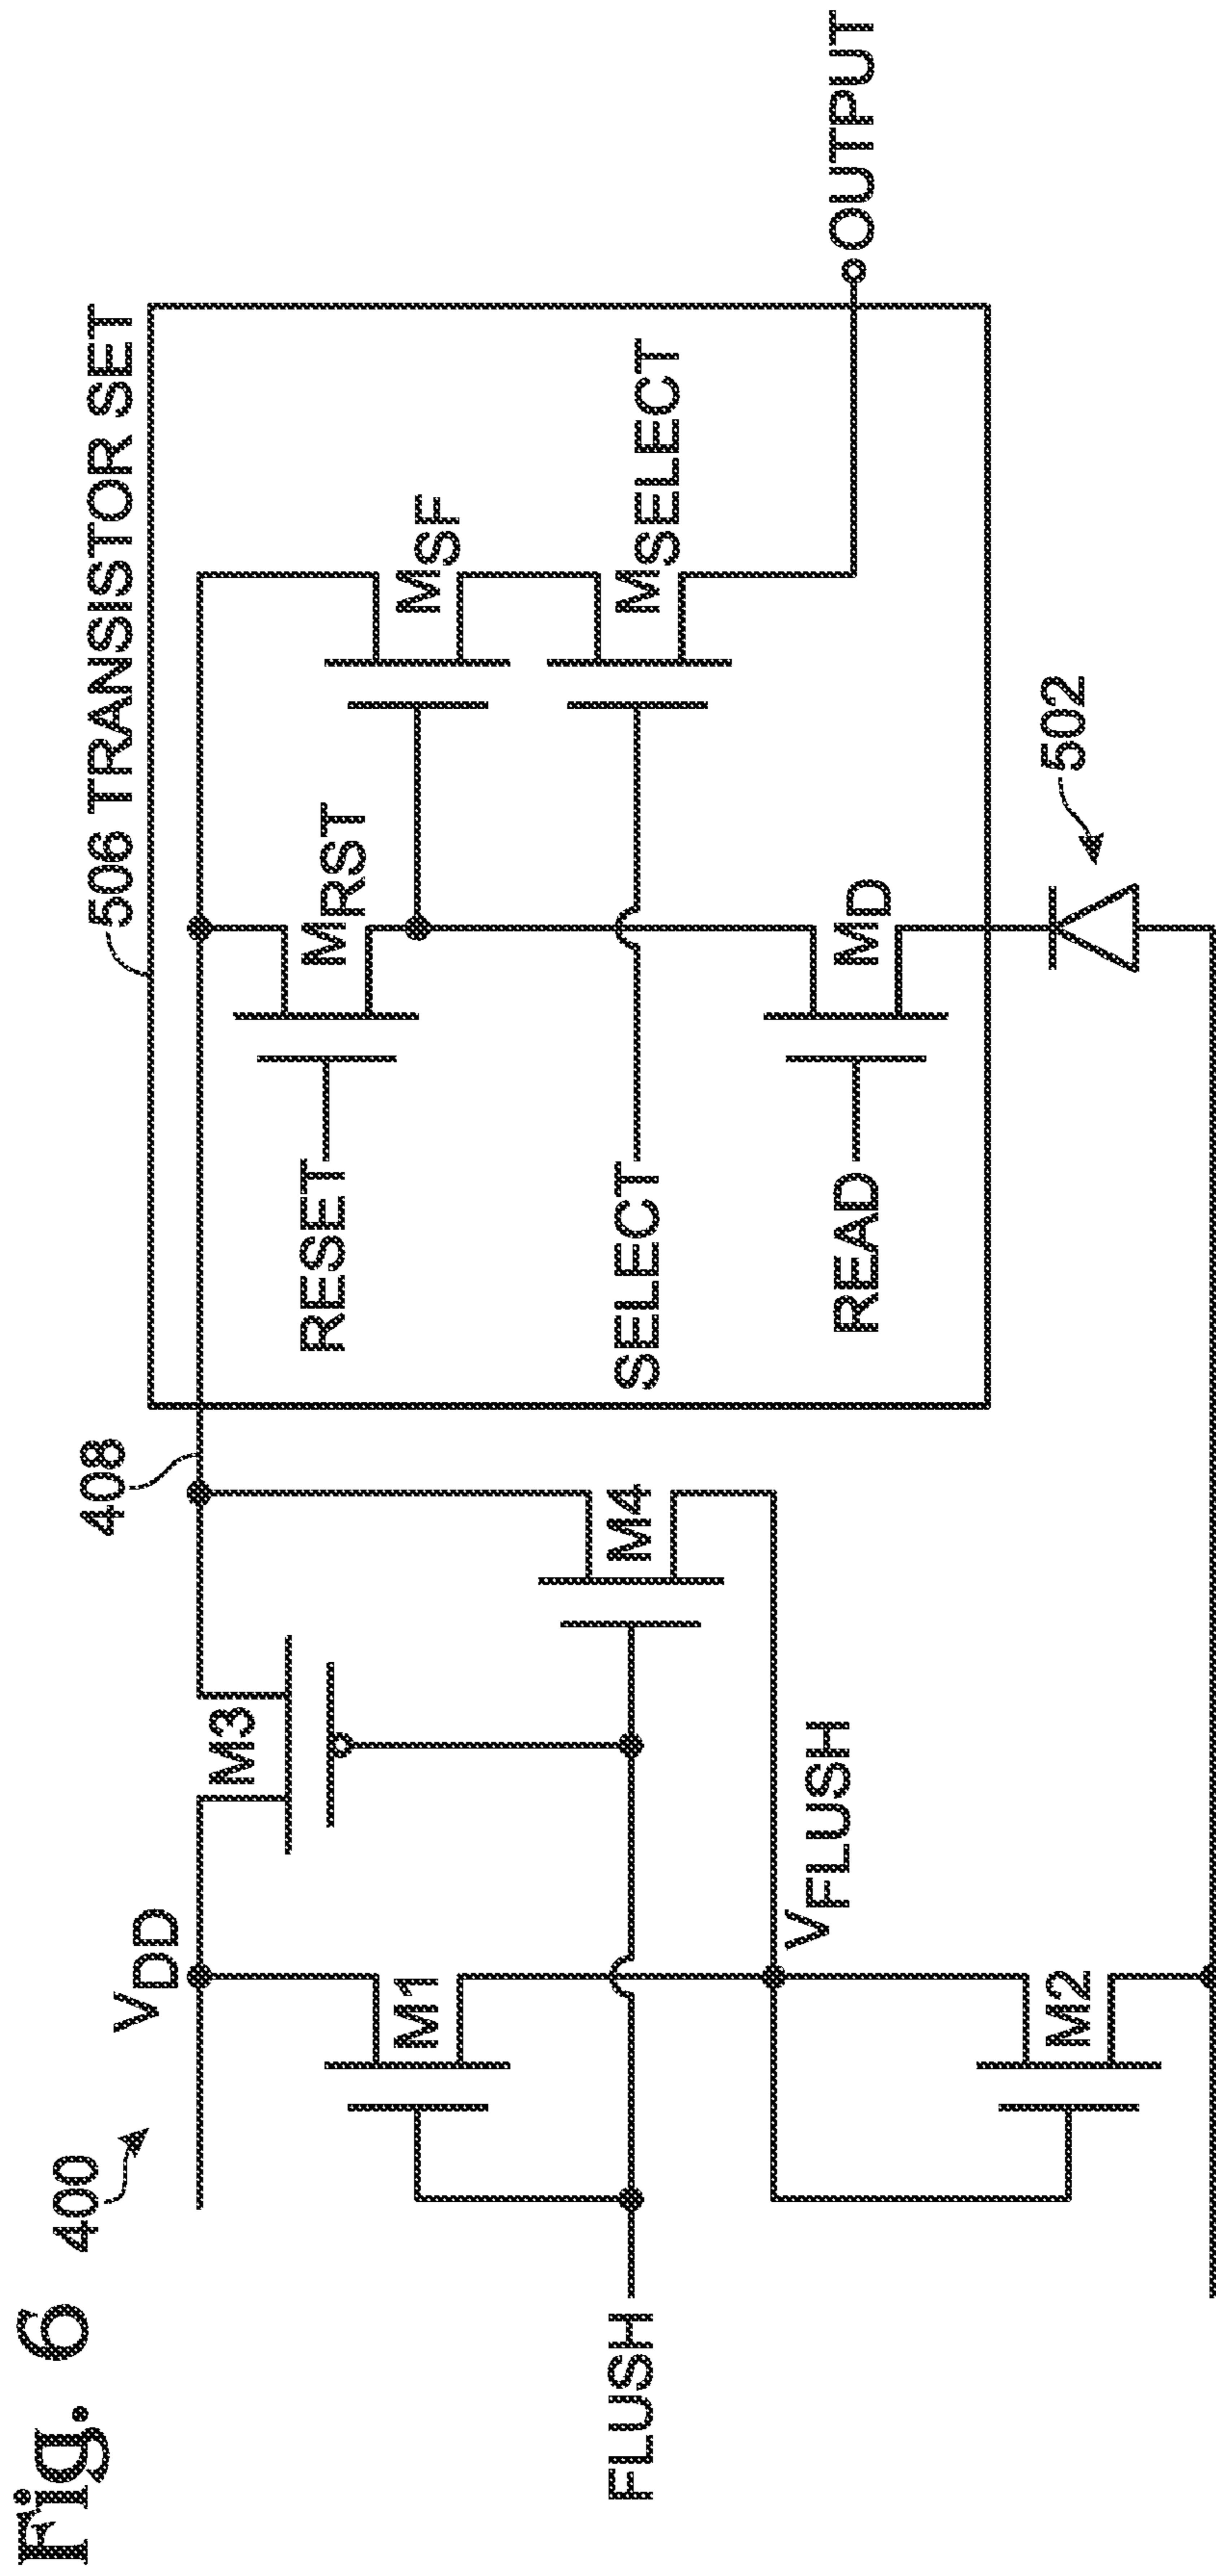 Fig. 6
400
VDD
M3
408
506 TRANSISTOR SET
M1
FLUSH
VFLUSH
M2
M4
RESET
MRST
MSF
SELECT
MSELECT
READ
MD
OUTPUT
502